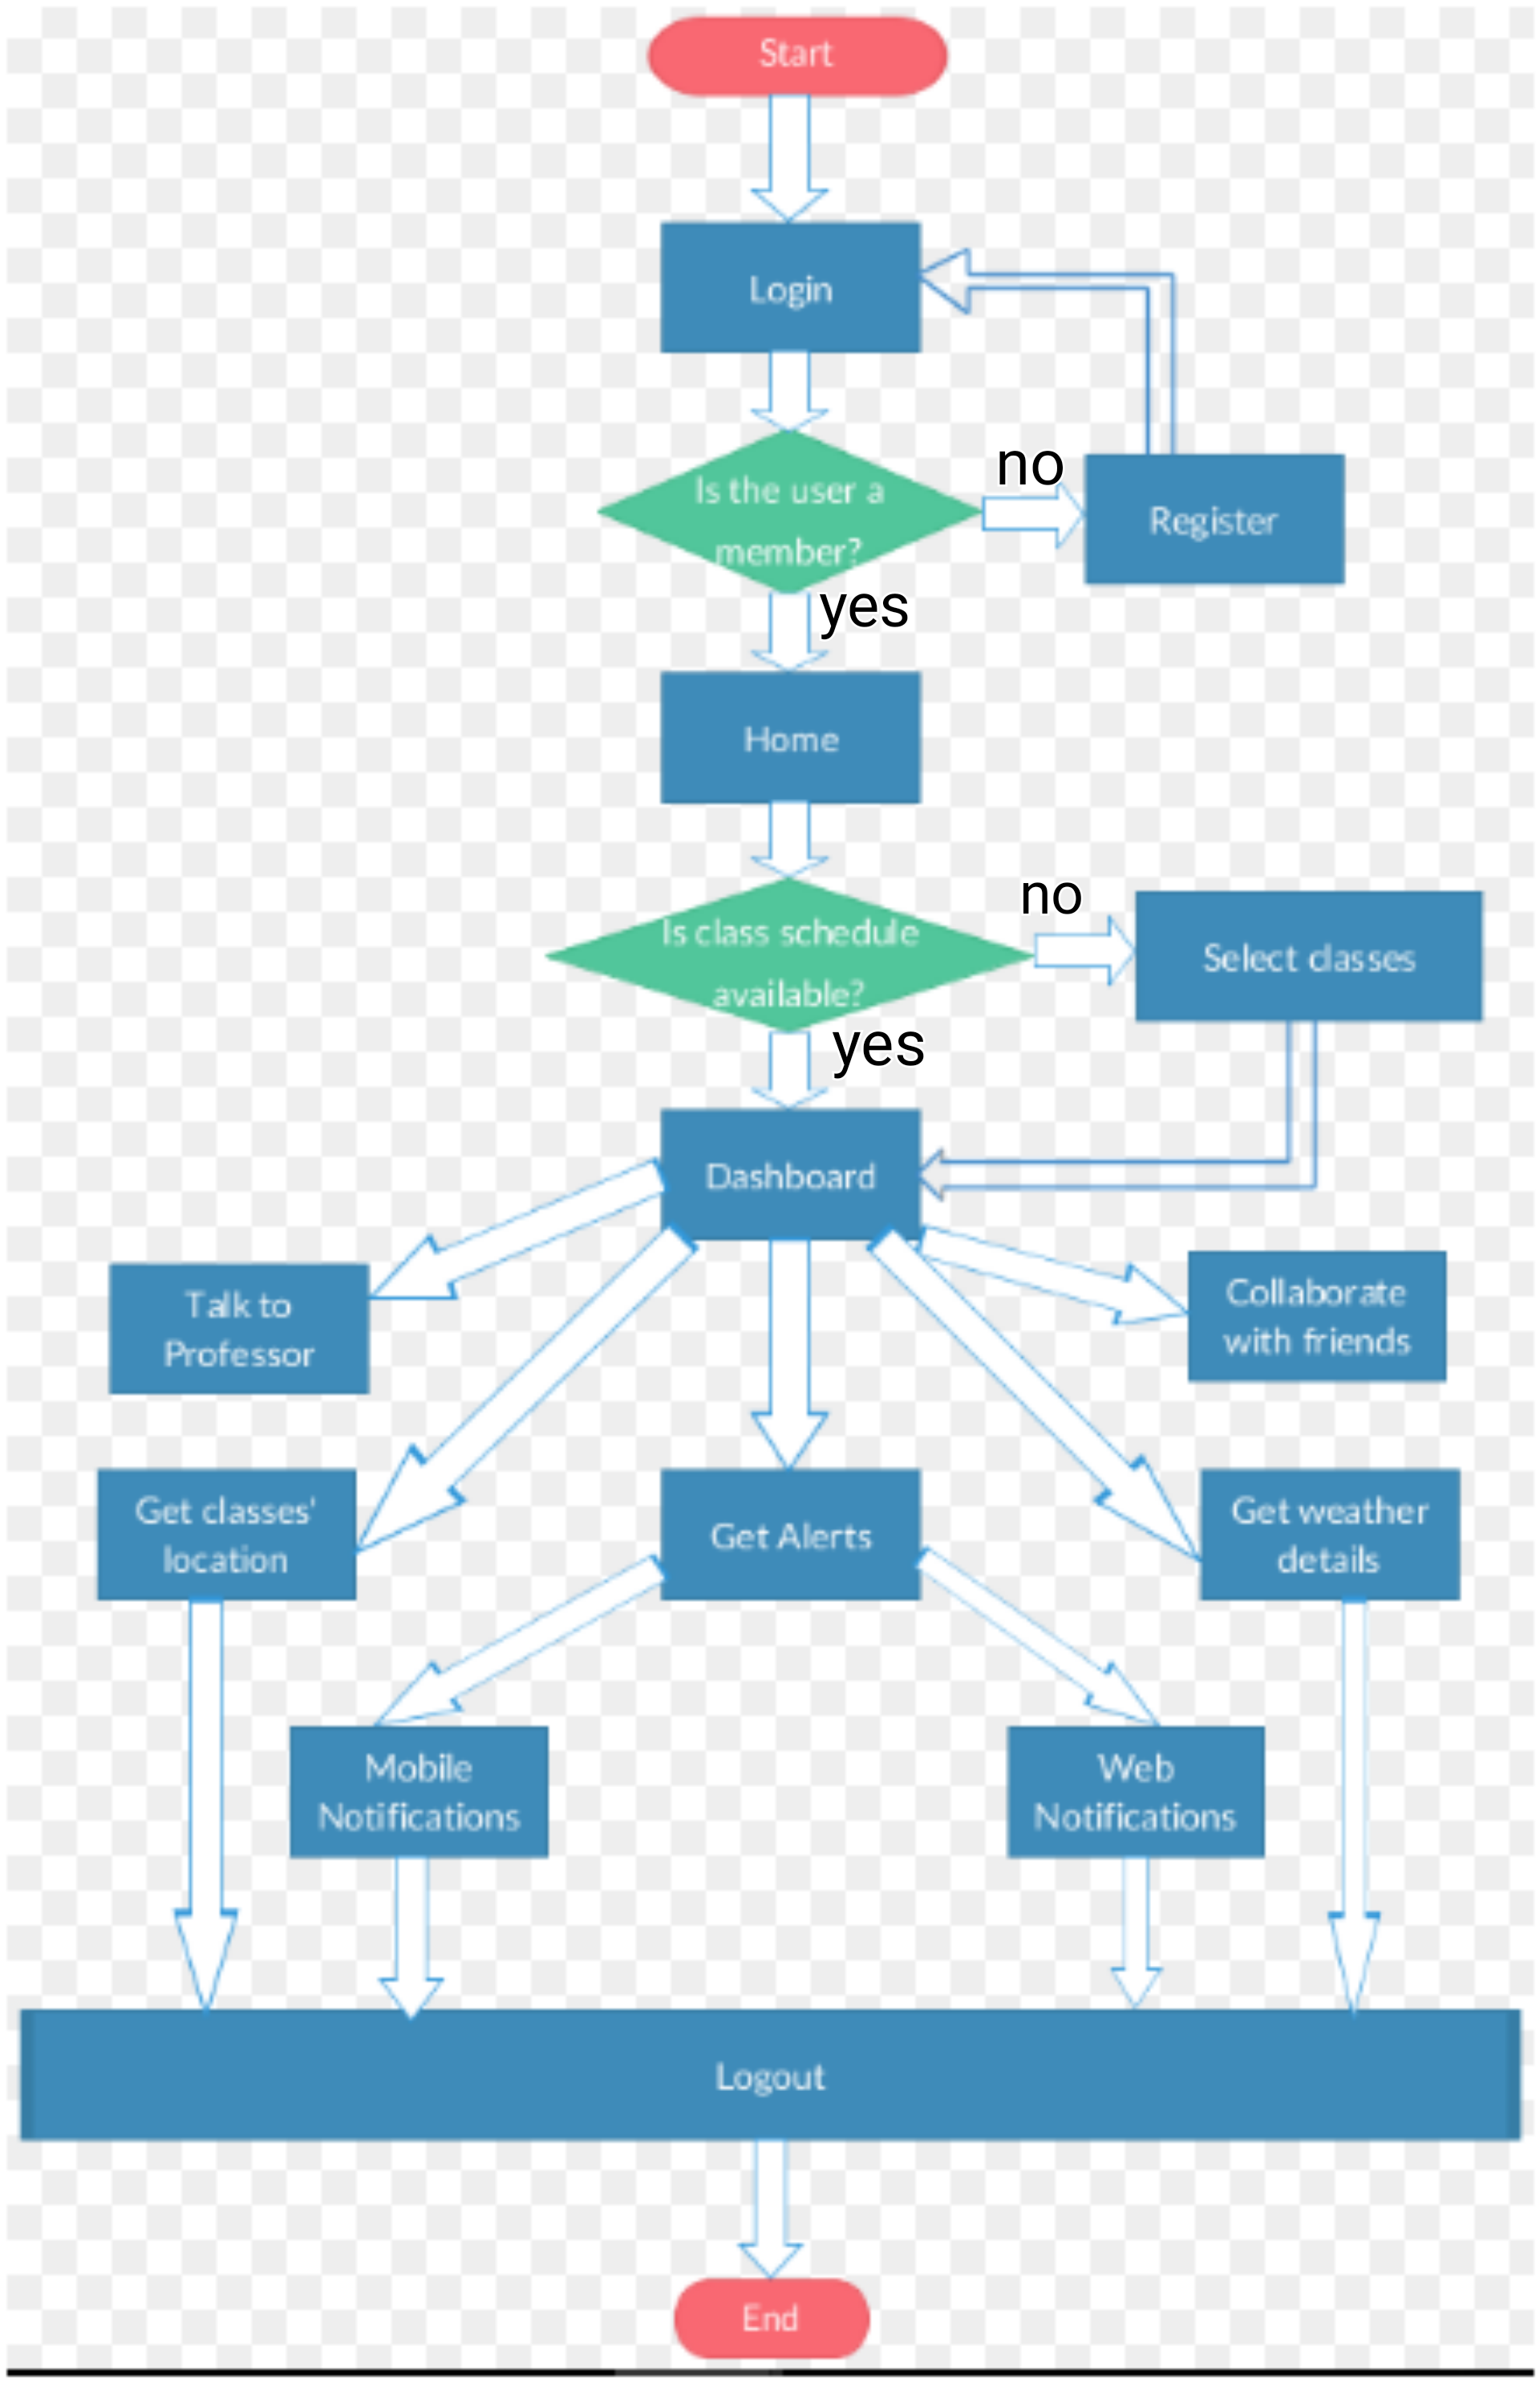 Start
Login
no
Is the user a
member?
Register
yes
Home
no
Is class schedule
available?
Select classes
yes
Dashboard
Talk to
Professor
Collaborate
with friends
Get classes'
location
Get Alerts
Get weather
details
Mobile
Notifications
Web
Notifications
Logout
End